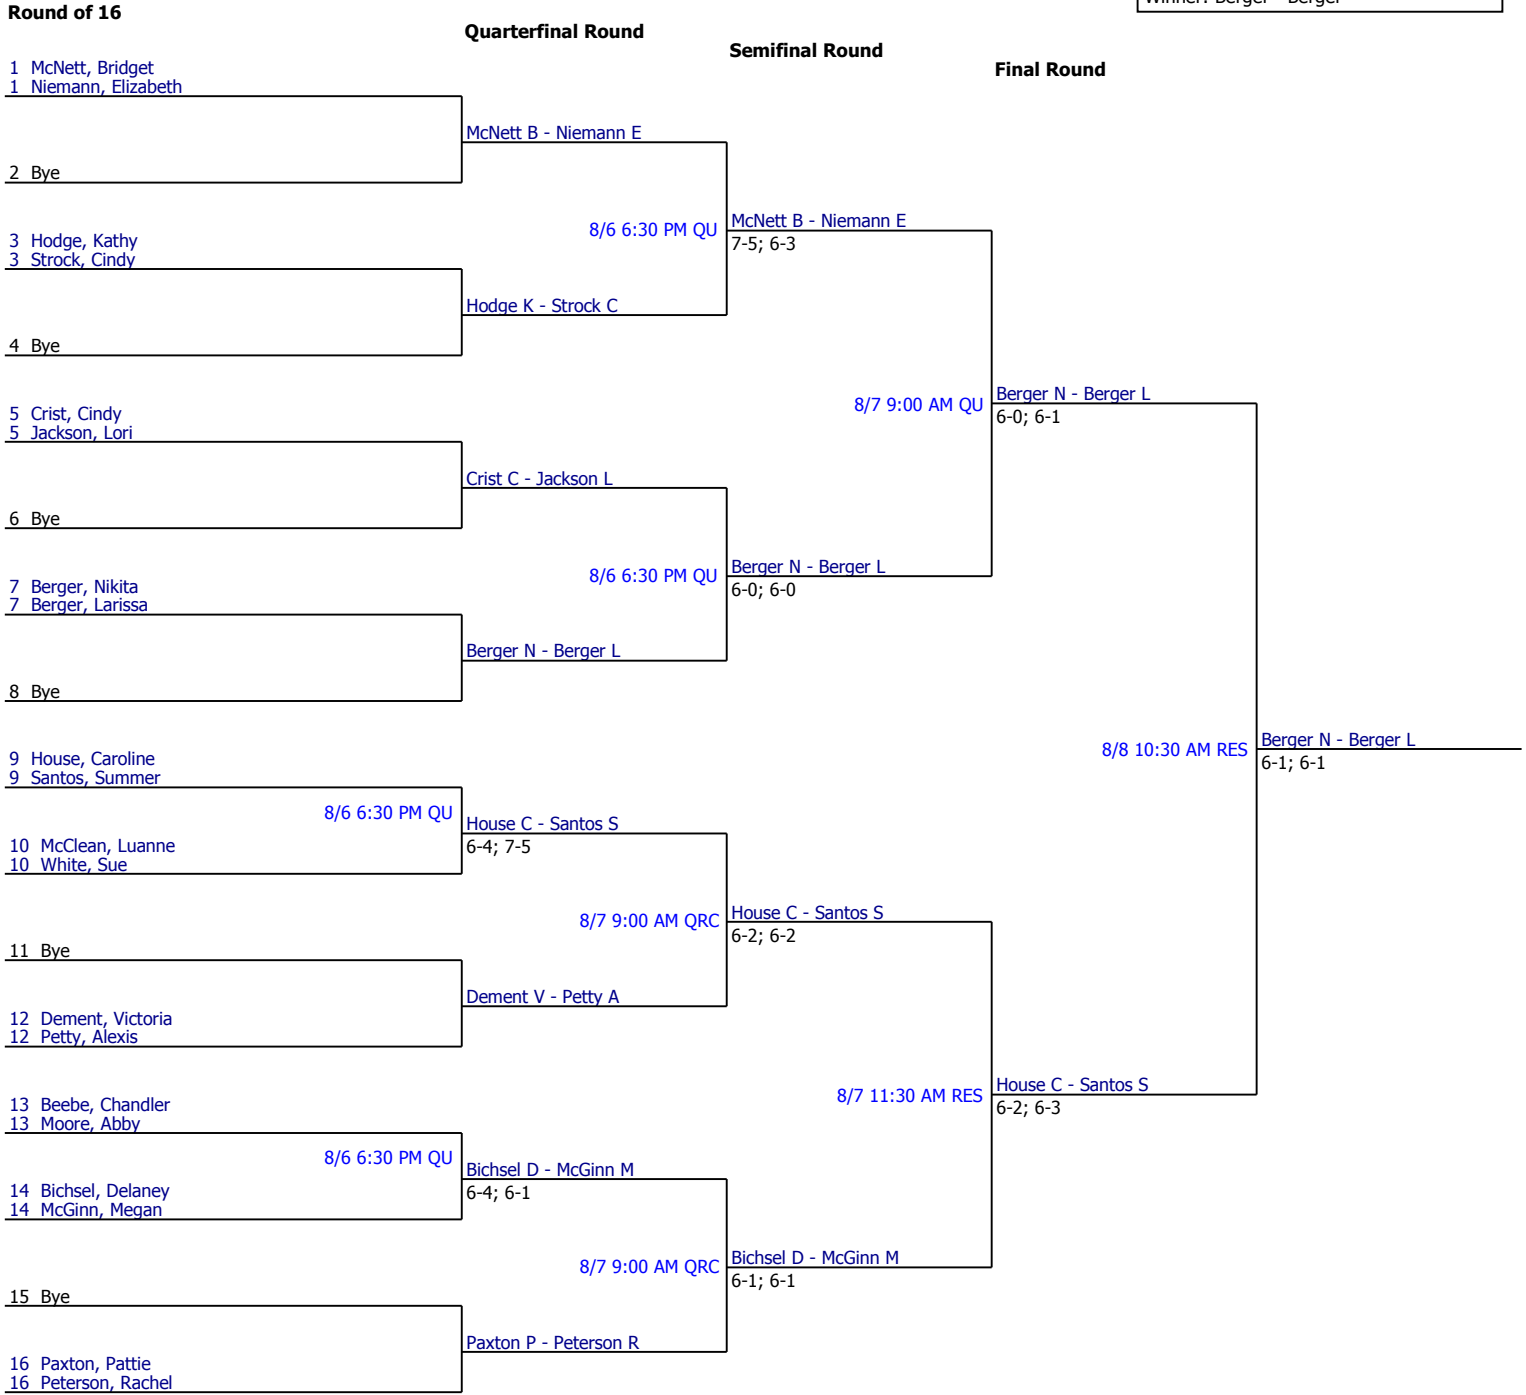 Winner: Berger - Berger
Round of 16
Quarterfinal Round
Semifinal Round
Final Round
1 McNett, Bridget
1 Niemann, Elizabeth
McNett B - Niemann E
2 Bye
8/6 6:30 PM QU
McNett B - Niemann E
7-5; 6-3
3 Hodge, Kathy
3 Strock, Cindy
Hodge K - Strock C
4 Bye
8/7 9:00 AM QU
Berger N - Berger L
6-0; 6-1
5 Crist, Cindy
5 Jackson, Lori
Crist C - Jackson L
6 Bye
8/6 6:30 PM QU
Berger N - Berger L
6-0; 6-0
7 Berger, Nikita
7 Berger, Larissa
Berger N - Berger L
8 Bye
8/8 10:30 AM RES
Berger N - Berger L
6-1; 6-1
9 House, Caroline
9 Santos, Summer
8/6 6:30 PM QU
House C - Santos S
6-4; 7-5
10 McClean, Luanne
10 White, Sue
8/7 9:00 AM QRC
House C - Santos S
6-2; 6-2
11 Bye
Dement V - Petty A
12 Dement, Victoria
12 Petty, Alexis
8/7 11:30 AM RES
House C - Santos S
6-2; 6-3
13 Beebe, Chandler
13 Moore, Abby
8/6 6:30 PM QU
Bichsel D - McGinn M
6-4; 6-1
14 Bichsel, Delaney
14 McGinn, Megan
8/7 9:00 AM QRC
Bichsel D - McGinn M
6-1; 6-1
15 Bye
Paxton P - Peterson R
16 Paxton, Pattie
16 Peterson, Rachel